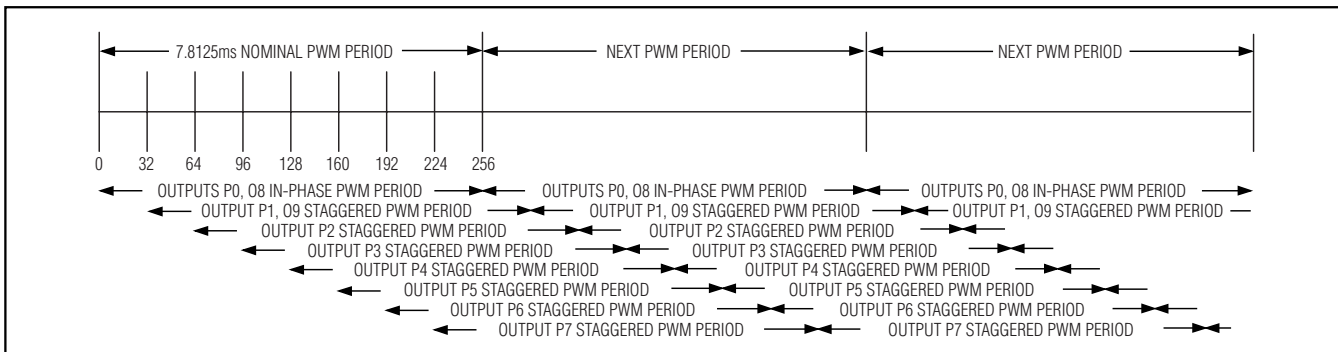 7.8125ms NOMINAL PWM PERIOD NEXT PWM PERIOD NEXT PWM PERIOD
0 32 64 96 128 160 192 224 256
OUTPUTS P0, O8 IN-PHASE PWM PERIOD OUTPUTS P0, O8 IN-PHASE PWM PERIOD OUTPUTS P0, O8 IN-PHASE PWM PERIOD
OUTPUT P1, O9 STAGGERED PWM PERIOD OUTPUT P1, O9 STAGGERED PWM PERIOD OUTPUT P1, O9 STAGGERED PWM PERIOD
OUTPUT P2 STAGGERED PWM PERIOD OUTPUT P2 STAGGERED PWM PERIOD
OUTPUT P3 STAGGERED PWM PERIOD OUTPUT P3 STAGGERED PWM PERIOD
OUTPUT P4 STAGGERED PWM PERIOD OUTPUT P4 STAGGERED PWM PERIOD
OUTPUT P5 STAGGERED PWM PERIOD OUTPUT P5 STAGGERED PWM PERIOD
OUTPUT P6 STAGGERED PWM PERIOD OUTPUT P6 STAGGERED PWM PERIOD
OUTPUT P7 STAGGERED PWM PERIOD OUTPUT P7 STAGGERED PWM PERIOD